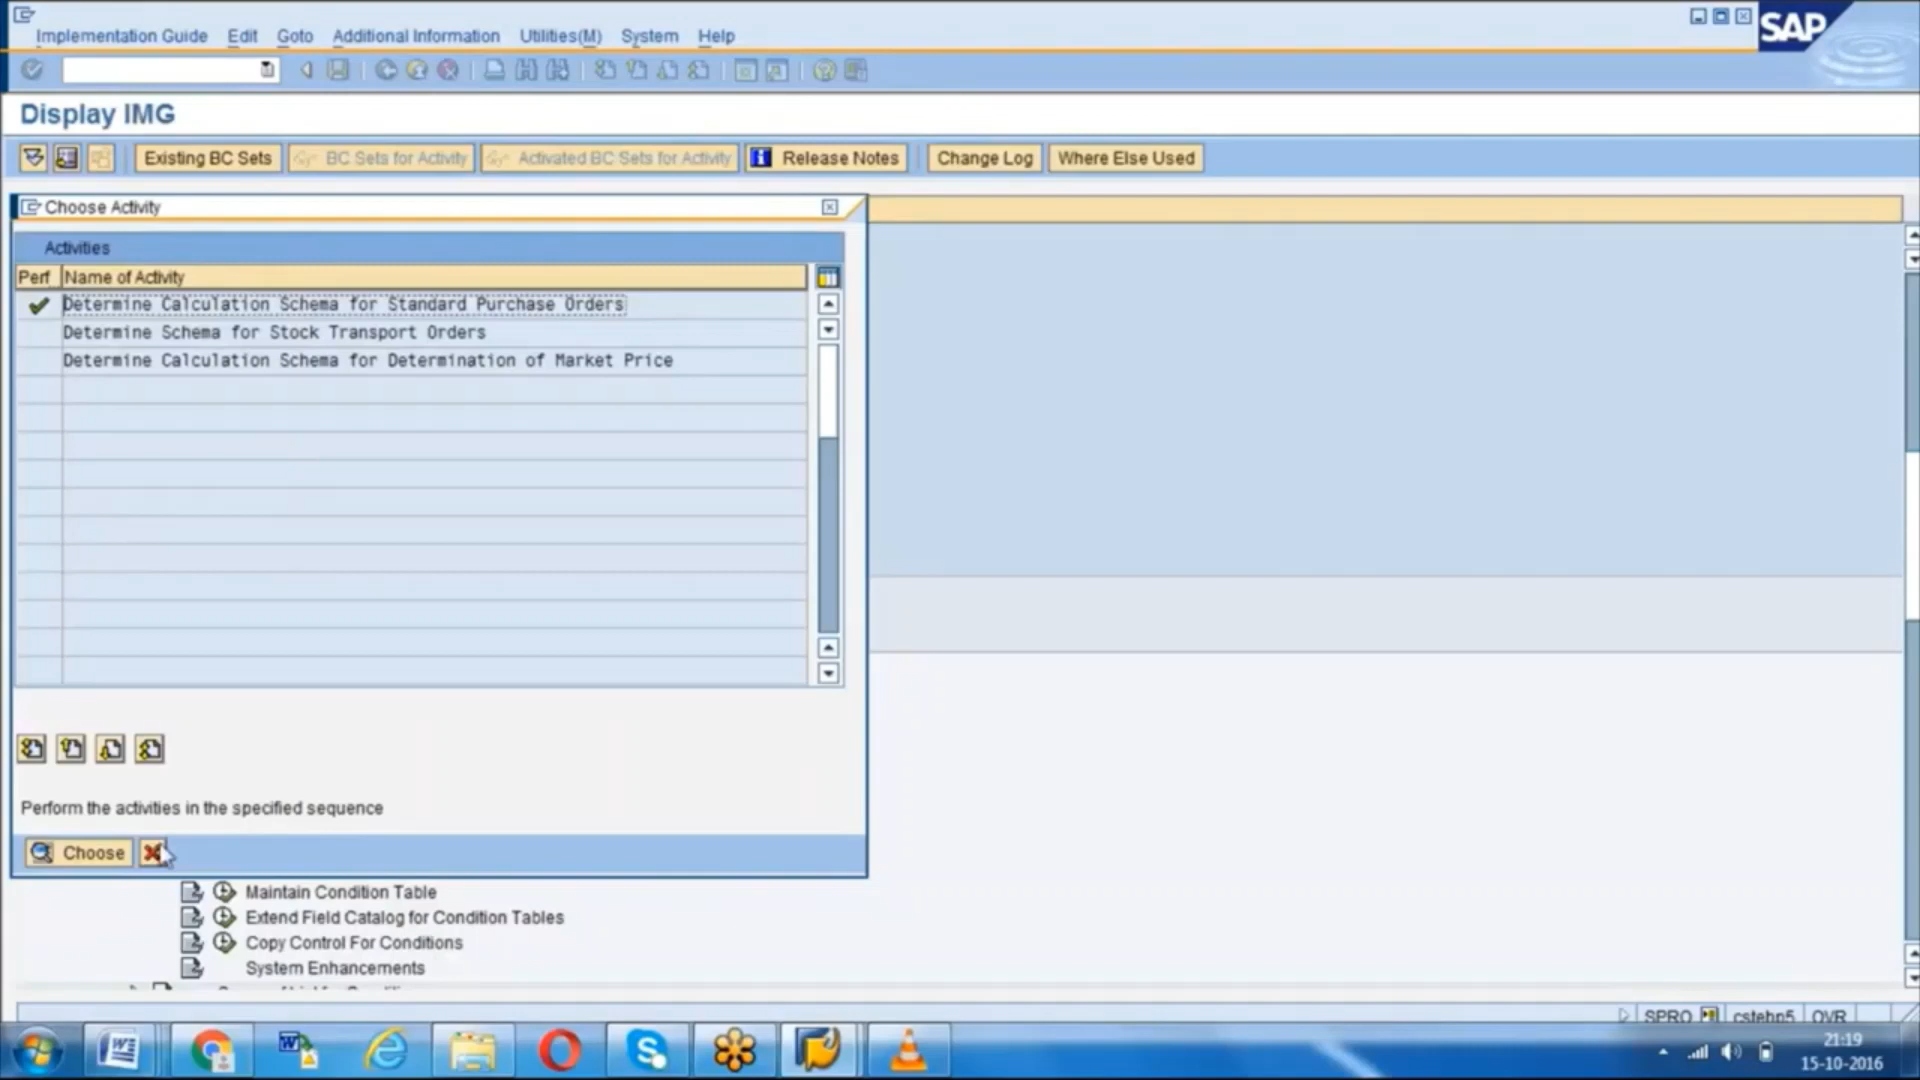 Implementation Guide Edit Goto Additional Information Utilities(M) System Help
SAP
Display IMG
Existing BC Sets BC Sets for Activity Activated BC Sets for Activity Release Notes Change Log Where Else Used
Choose Activity
Activities
Perf Name of Activity
Determine Calculation Schema for Standard Purchase Orders
Determine Schema for Stock Transport Orders
Determine Calculation Schema for Determination of Market Price
Perform the activities in the specified sequence
Choose
Maintain Condition Table
Extend Field Catalog for Condition Tables
Copy Control For Conditions
System Enhancements
SPRO cstehp5 OVR
21:19
15-10-2016